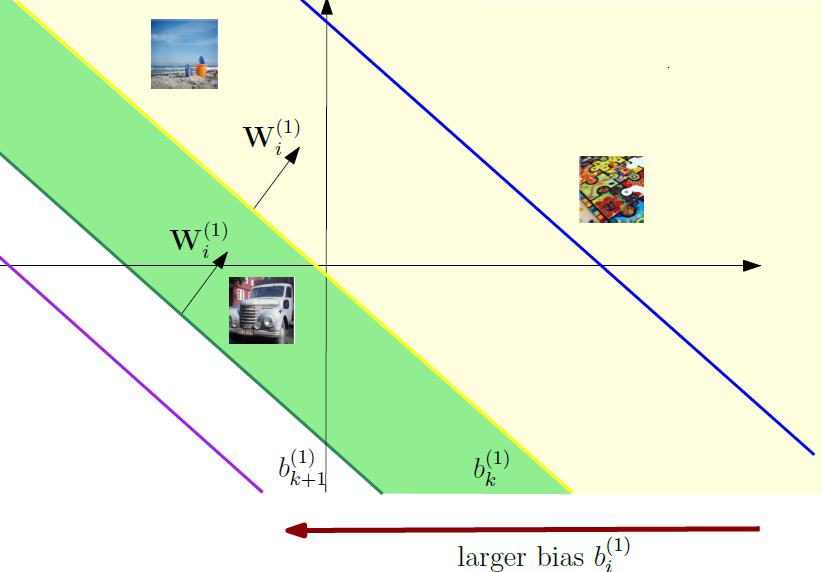 𝐖_i^{(1)}
𝐖_i^{(1)}
b_{k+1}^{(1)}
b_k^{(1)}
larger bias b_i^{(1)}